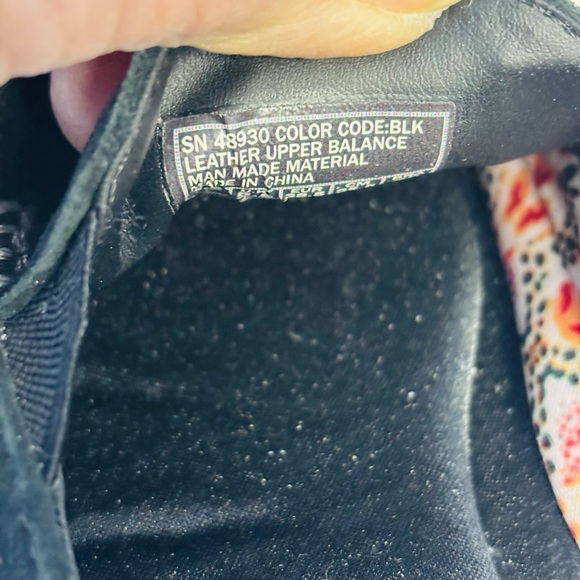 SN 48930 COLOR CODE:BLK
LEATHER UPPER BALANCE
MAN MADE MATERIAL
MADE IN CHINA